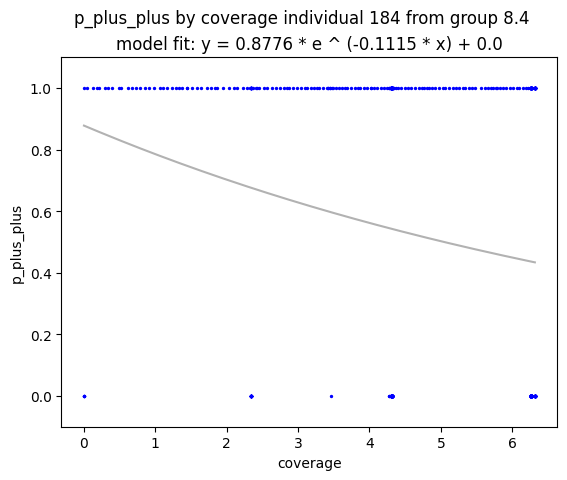 p_plus_plus by coverage individual 184 from group 8.4
model fit: y = 0.8776 * e ^ (-0.1115 * x) + 0.0
1.0
0.8
0.6
0.4
0.2
0.0
p_plus_plus
0 1 2 3 4 5 6
coverage